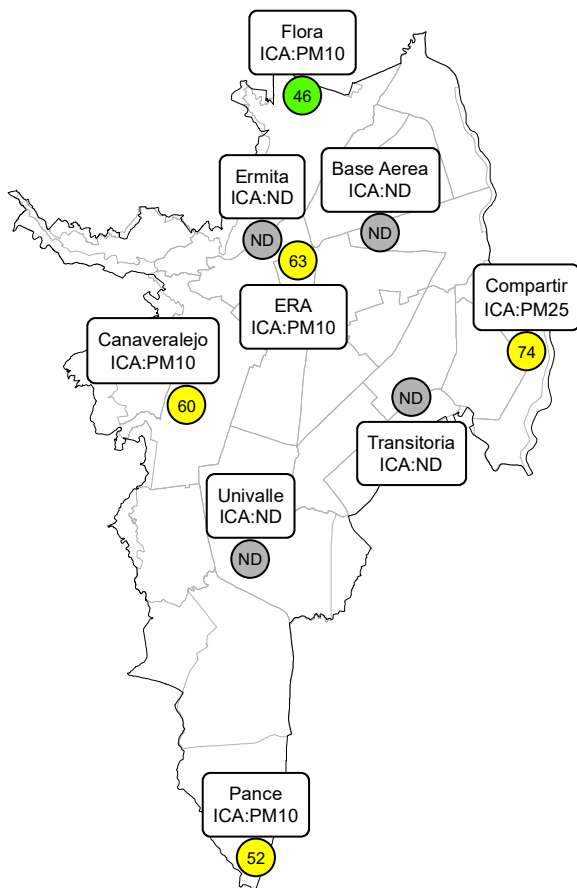 Flora
ICA:PM10
46
Ermita
ICA:ND
ND
Base Aerea
ICA:ND
ND
63
ERA
ICA:PM10
Compartir
ICA:PM25
74
Canaveralejo
ICA:PM10
60
ND
Transitoria
ICA:ND
Univalle
ICA:ND
ND
Pance
ICA:PM10
52